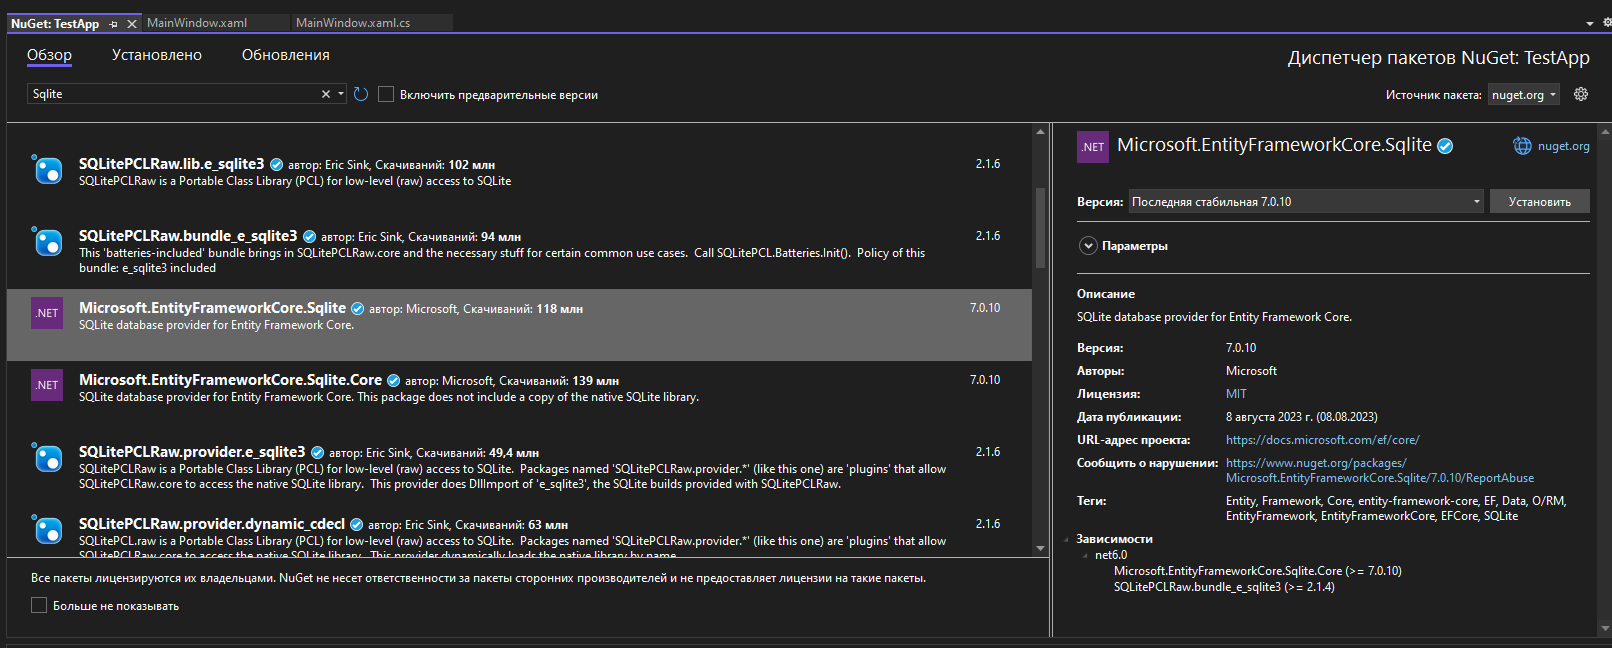 NuGet: TestApp
MainWindow.xaml
MainWindow.xaml.cs
Обзор
Установлено
Обновления
Диспетчер пакетов NuGet: TestApp
Sqlite
Включить предварительные версии
Источник пакета: nuget.org
SQLitePCLRaw.lib.e_sqlite3 автор: Eric Sink, Скачиваний: 102 млн
2.1.6
SQLitePCLRaw is a Portable Class Library (PCL) for low-level (raw) access to SQLite
SQLitePCLRaw.bundle_e_sqlite3 автор: Eric Sink, Скачиваний: 94 млн
2.1.6
This 'batteries-included' bundle brings in SQLitePCLRaw.core and the necessary stuff for certain common use cases.  Call SQLitePCL.Batteries.Init().  Policy of this
bundle: e_sqlite3 included
.NET
Microsoft.EntityFrameworkCore.Sqlite автор: Microsoft, Скачиваний: 118 млн
7.0.10
SQLite database provider for Entity Framework Core.
.NET
Microsoft.EntityFrameworkCore.Sqlite.Core автор: Microsoft, Скачиваний: 139 млн
7.0.10
SQLite database provider for Entity Framework Core. This package does not include a copy of the native SQLite library.
SQLitePCLRaw.provider.e_sqlite3 автор: Eric Sink, Скачиваний: 49,4 млн
2.1.6
SQLitePCLRaw is a Portable Class Library (PCL) for low-level (raw) access to SQLite.  Packages named 'SQLitePCLRaw.provider.*' (like this one) are 'plugins' that allow
SQLitePCLRaw.core to access the native SQLite library.  This provider does DllImport of 'e_sqlite3', the SQLite builds provided with SQLitePCLRaw.
SQLitePCLRaw.provider.dynamic_cdecl автор: Eric Sink, Скачиваний: 63 млн
2.1.6
SQLitePCL.raw is a Portable Class Library (PCL) for low-level (raw) access to SQLite.  Packages named 'SQLitePCLRaw.provider.*' (like this one) are 'plugins' that allow
SQLitePCLRaw.core to access the native SQLite library.  This provider dynamically loads the native library by name
Все пакеты лицензируются их владельцами. NuGet не несет ответственности за пакеты сторонних производителей и не предоставляет лицензии на такие пакеты.
Больше не показывать
.NET
Microsoft.EntityFrameworkCore.Sqlite
nuget.org
Версия: Последняя стабильная 7.0.10
Установить
Параметры
Описание
SQLite database provider for Entity Framework Core.
Версия: 7.0.10
Авторы: Microsoft
Лицензия: MIT
Дата публикации: 8 августа 2023 г. (08.08.2023)
URL-адрес проекта: https://docs.microsoft.com/ef/core/
Сообщить о нарушении: https://www.nuget.org/packages/
Microsoft.EntityFrameworkCore.Sqlite/7.0.10/ReportAbuse
Теги: Entity, Framework, Core, entity-framework-core, EF, Data, O/RM,
EntityFramework, EntityFrameworkCore, EFCore, SQLite
Зависимости
net6.0
Microsoft.EntityFrameworkCore.Sqlite.Core (>= 7.0.10)
SQLitePCLRaw.bundle_e_sqlite3 (>= 2.1.4)